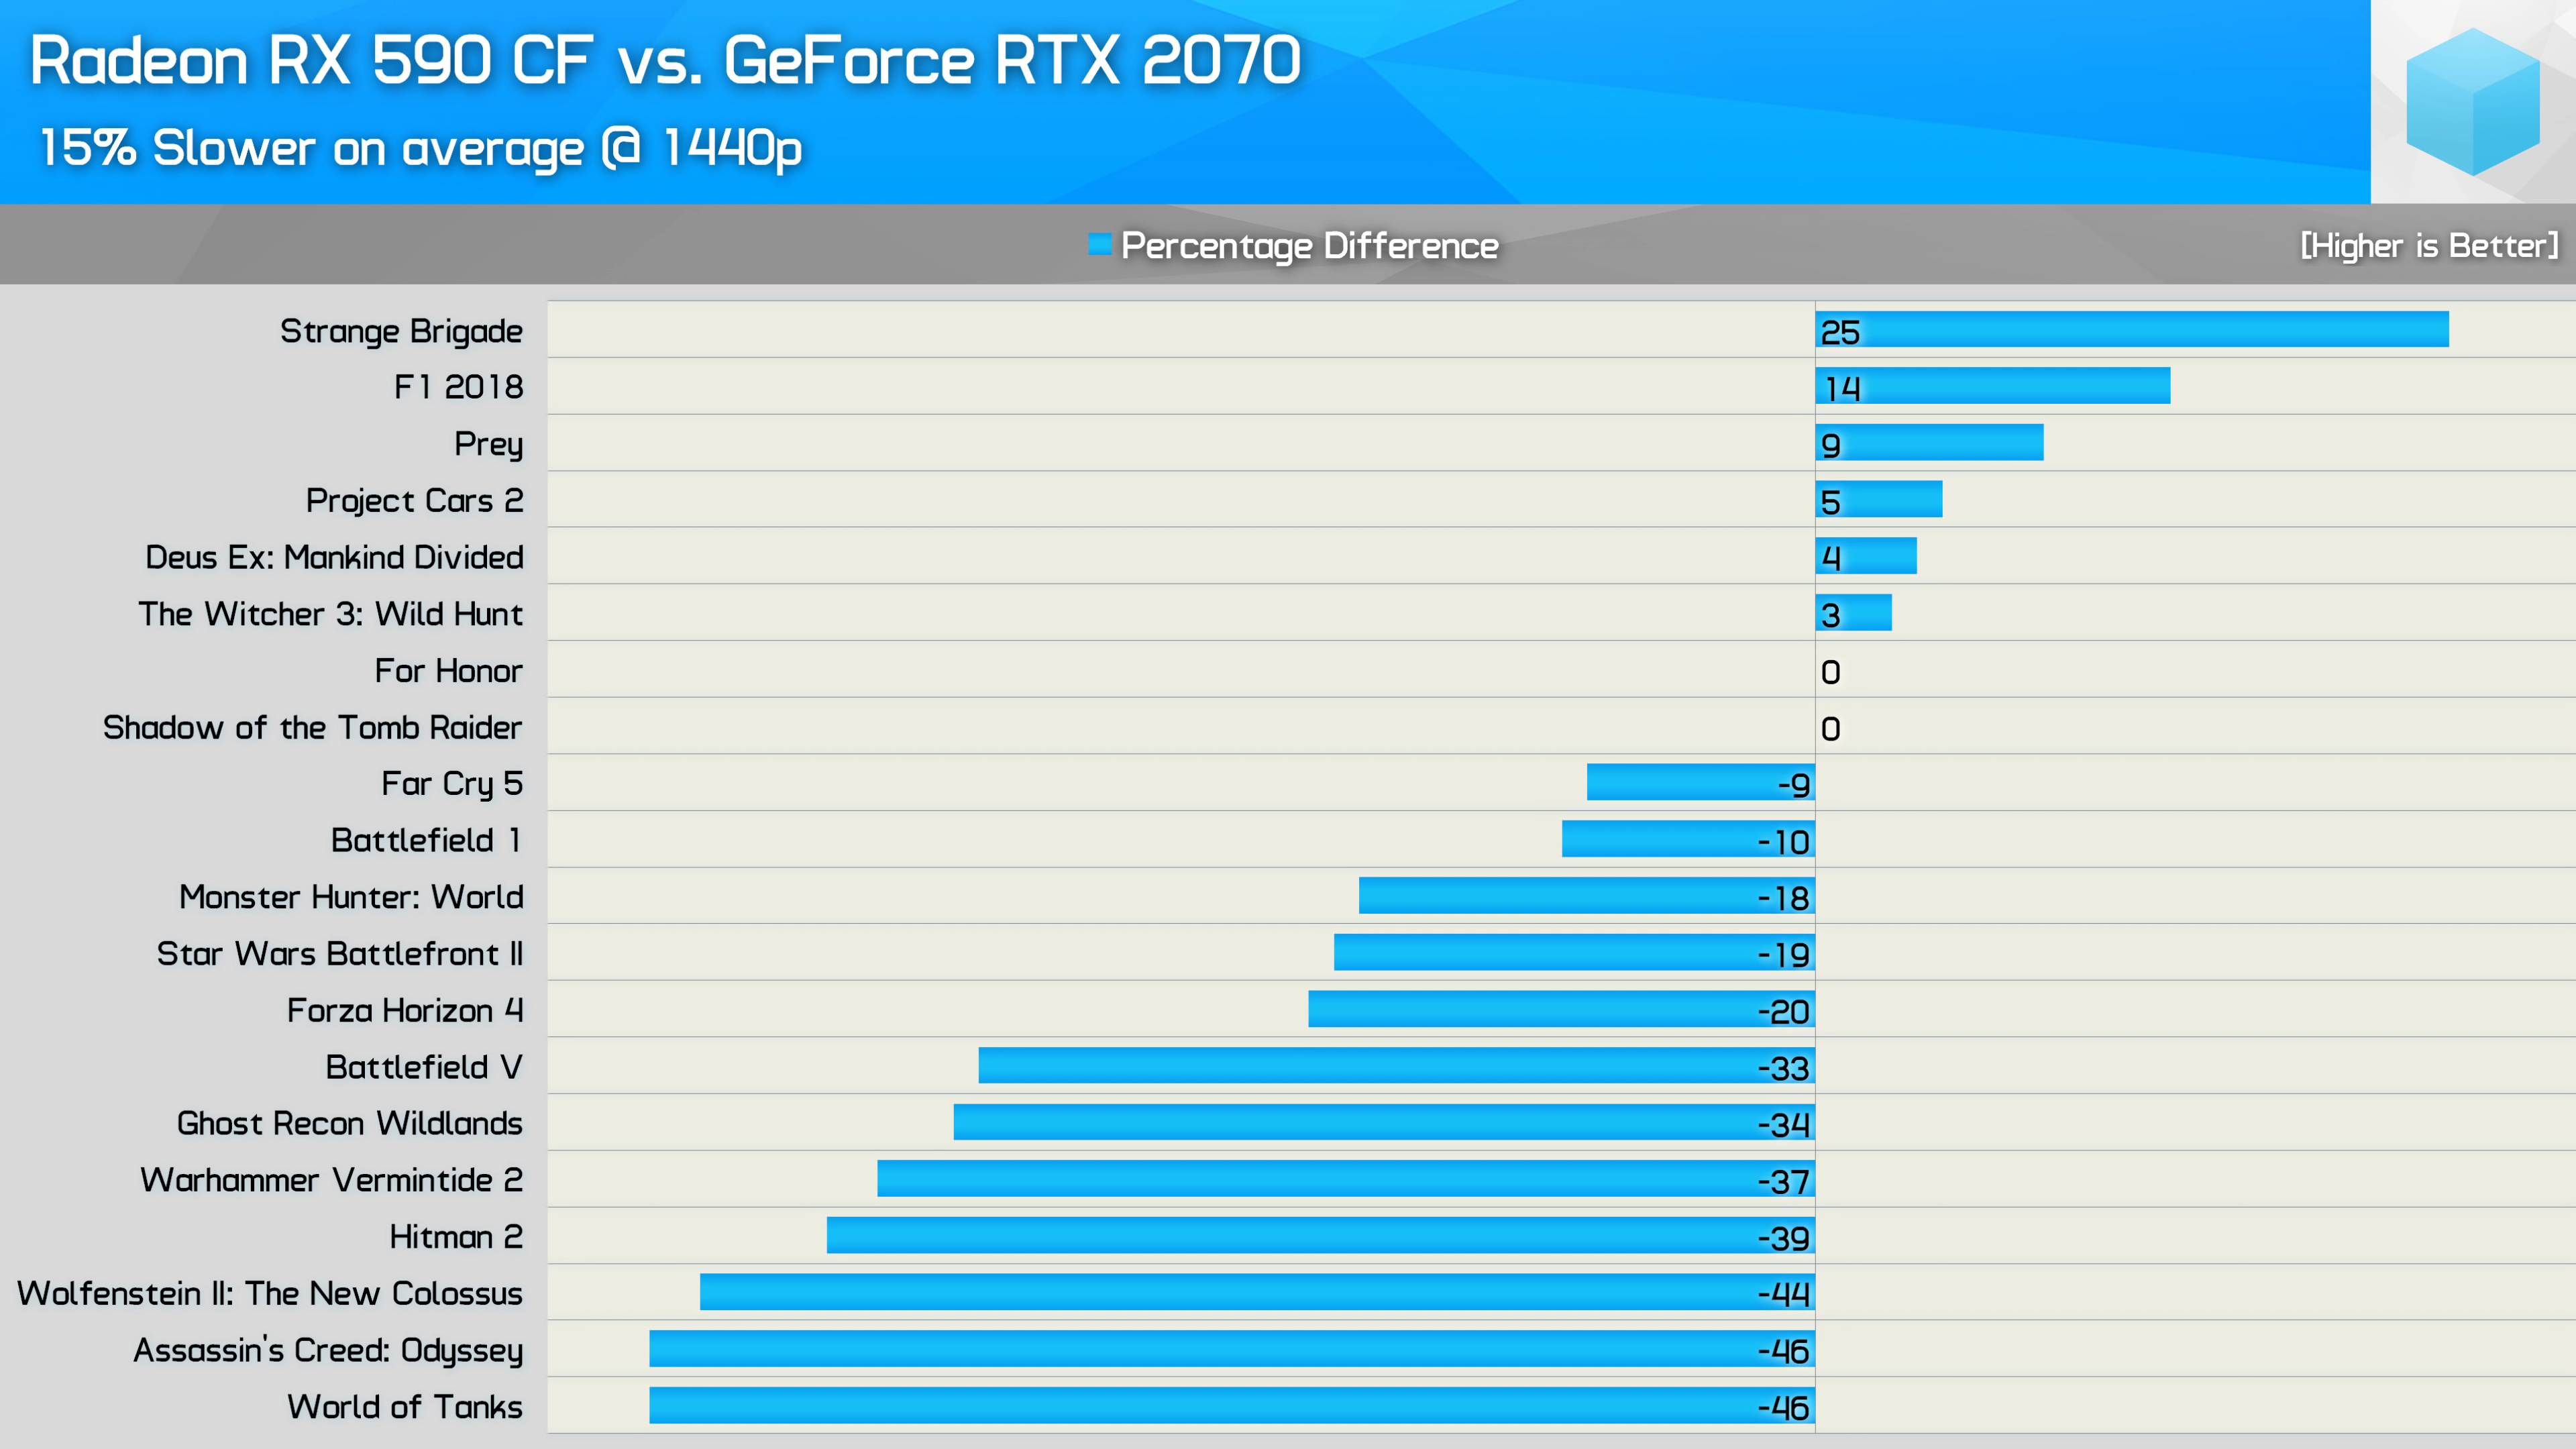 Radeon RX 590 CF vs. GeForce RTX 2070
15% Slower on average @ 1440p
Percentage Difference
[Higher is Better]
Strange Brigade 25
F1 2018 14
Prey 9
Project Cars 2 5
Deus Ex: Mankind Divided 4
The Witcher 3: Wild Hunt 3
For Honor 0
Shadow of the Tomb Raider 0
Far Cry 5 -9
Battlefield 1 -10
Monster Hunter: World -18
Star Wars Battlefront II -19
Forza Horizon 4 -20
Battlefield V -33
Ghost Recon Wildlands -34
Warhammer Vermintide 2 -37
Hitman 2 -39
Wolfenstein II: The New Colossus -44
Assassin's Creed: Odyssey -46
World of Tanks -46